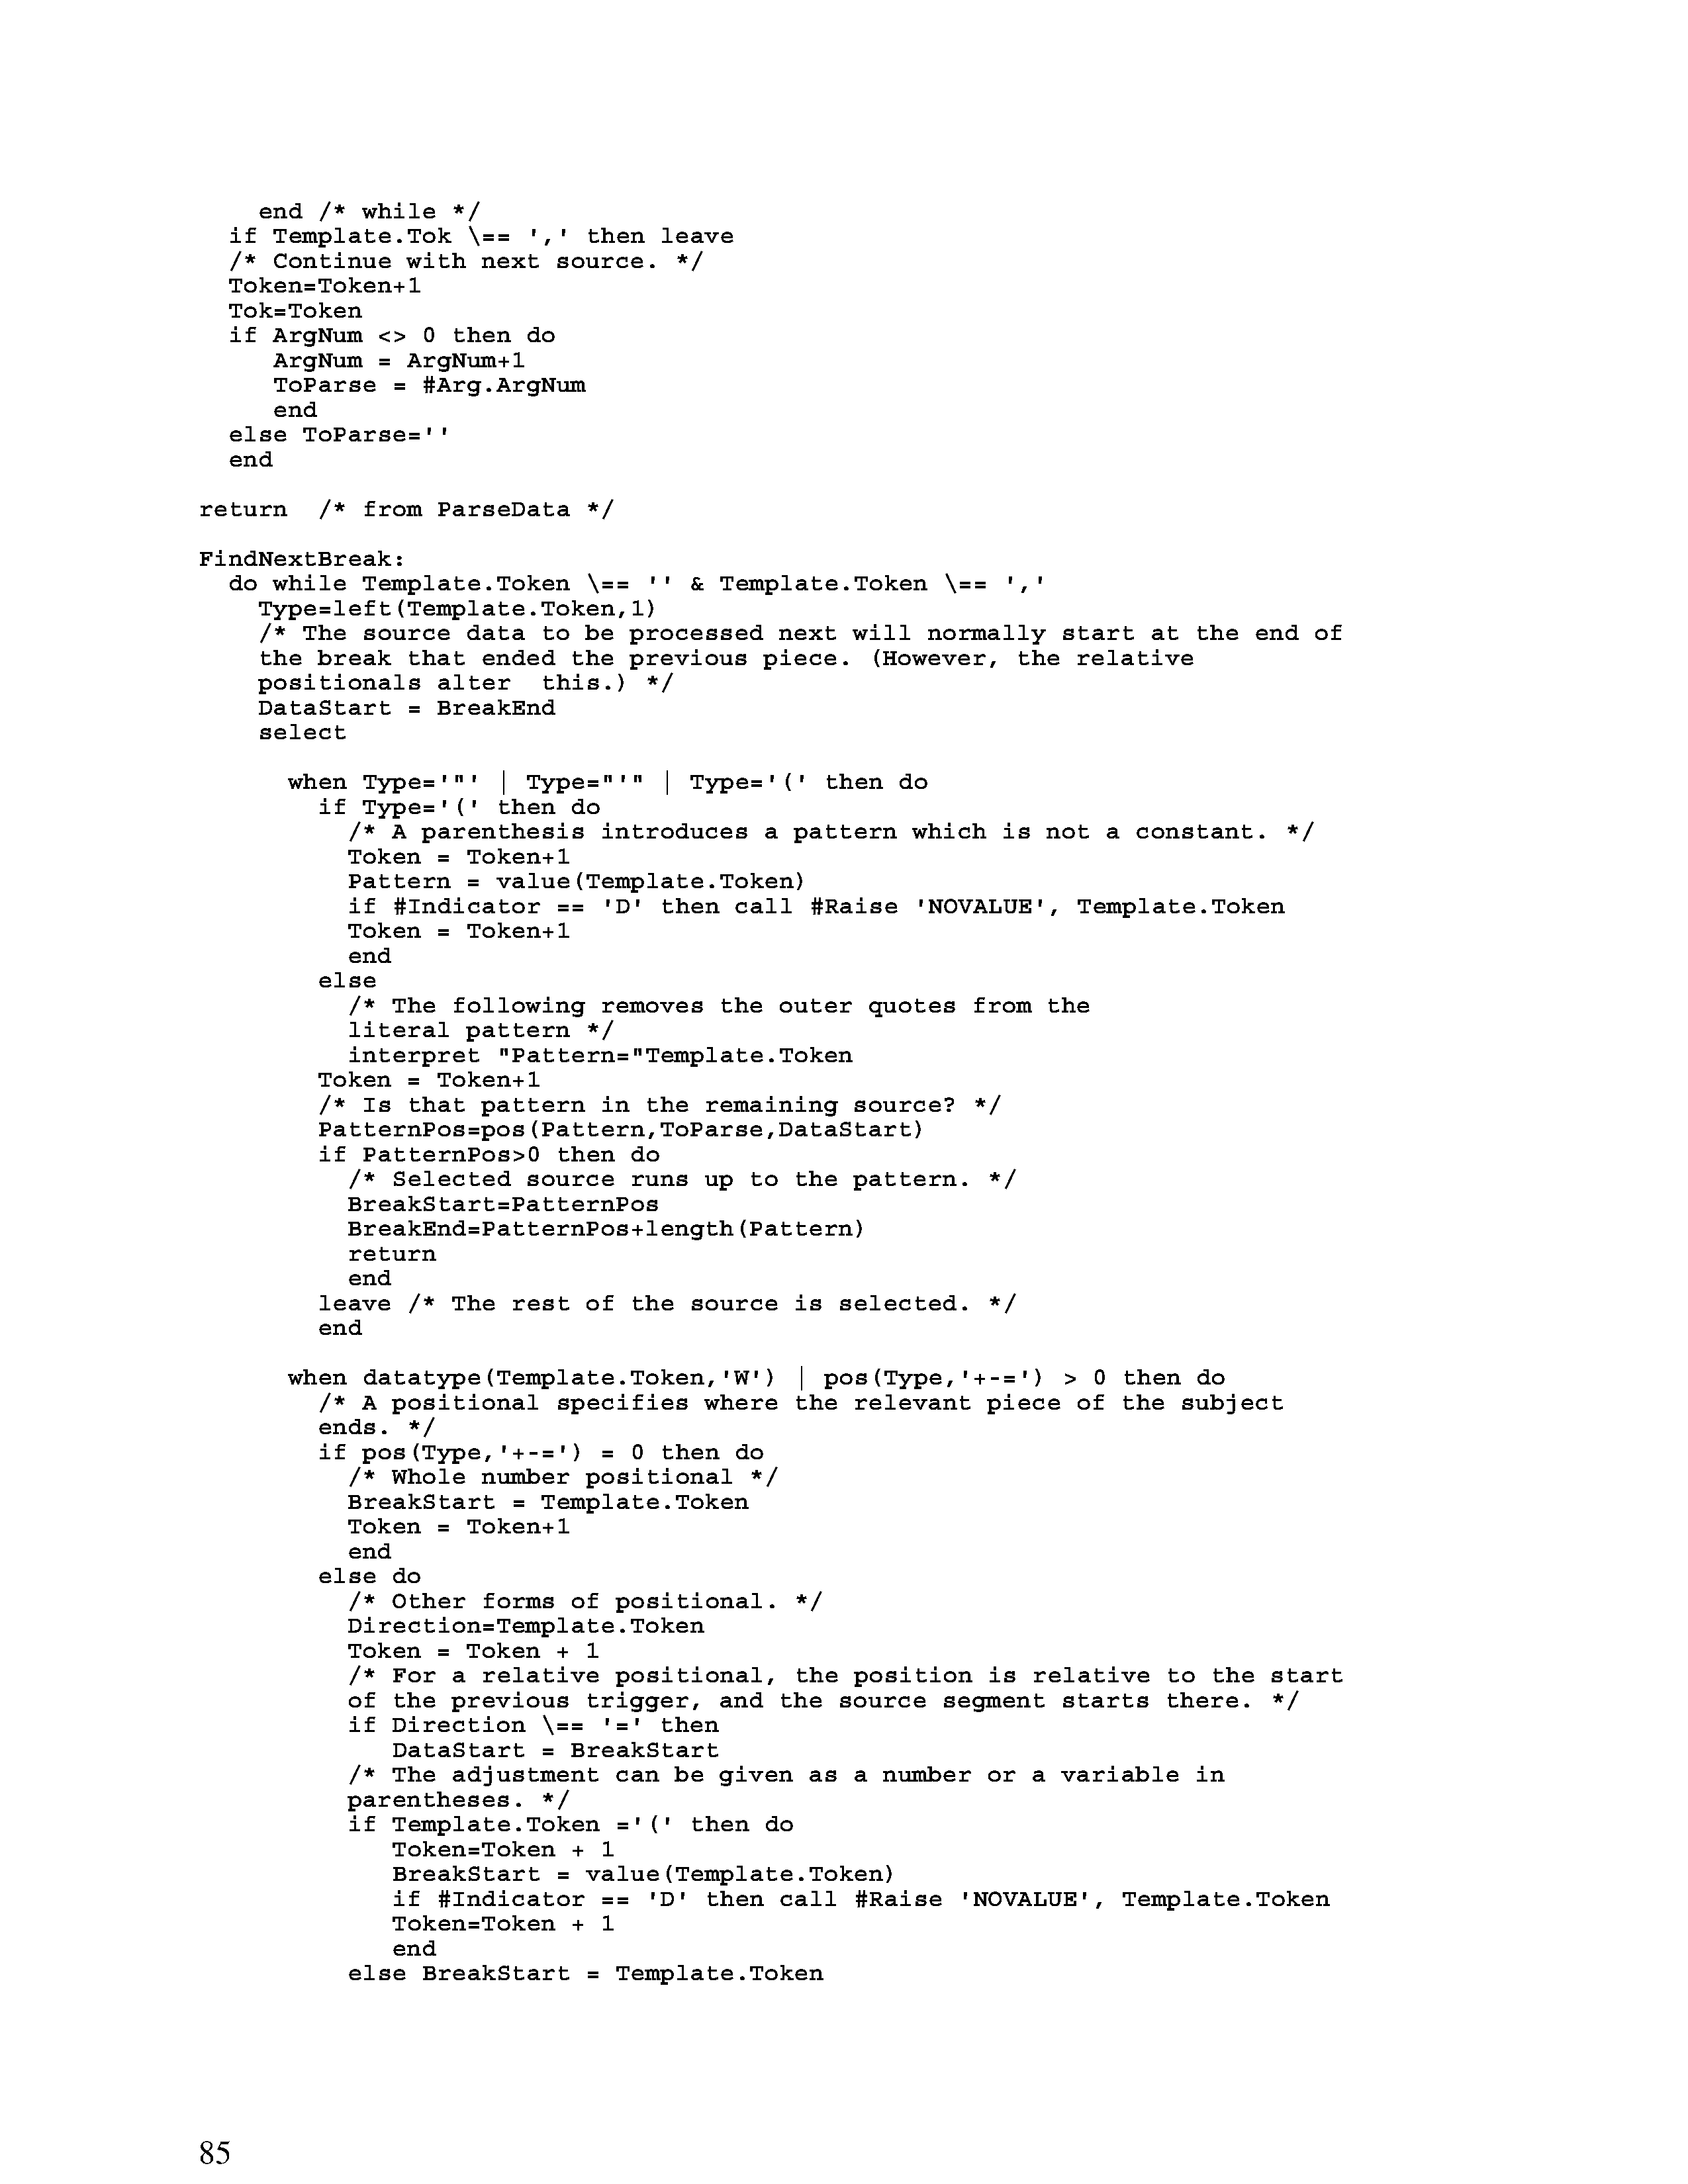 end /* while */
  if Template.Tok \== ',' then leave
  /* Continue with next source. */
  Token=Token+1
  Tok=Token
  if ArgNum <> 0 then do
     ArgNum = ArgNum+1
     ToParse = #Arg.ArgNum
     end
  else ToParse=''
  end

return  /* from ParseData */

FindNextBreak:
  do while Template.Token \== '' & Template.Token \== ','
    Type=left(Template.Token,1)
    /* The source data to be processed next will normally start at the end of
    the break that ended the previous piece. (However, the relative
    positionals alter  this.) */
    DataStart = BreakEnd
    select

      when Type='"' | Type="'" | Type='(' then do
        if Type='(' then do
          /* A parenthesis introduces a pattern which is not a constant. */
          Token = Token+1
          Pattern = value(Template.Token)
          if #Indicator == 'D' then call #Raise 'NOVALUE', Template.Token
          Token = Token+1
          end
        else
          /* The following removes the outer quotes from the
          literal pattern */
          interpret "Pattern="Template.Token
        Token = Token+1
        /* Is that pattern in the remaining source? */
        PatternPos=pos(Pattern,ToParse,DataStart)
        if PatternPos>0 then do
          /* Selected source runs up to the pattern. */
          BreakStart=PatternPos
          BreakEnd=PatternPos+length(Pattern)
          return
          end
        leave /* The rest of the source is selected. */
        end

      when datatype(Template.Token,'W') | pos(Type,'+-=') > 0 then do
        /* A positional specifies where the relevant piece of the subject
        ends. */
        if pos(Type,'+-=') = 0 then do
          /* Whole number positional */
          BreakStart = Template.Token
          Token = Token+1
          end
        else do
          /* Other forms of positional. */
          Direction=Template.Token
          Token = Token + 1
          /* For a relative positional, the position is relative to the start
          of the previous trigger, and the source segment starts there. */
          if Direction \== '=' then
             DataStart = BreakStart
          /* The adjustment can be given as a number or a variable in
          parentheses. */
          if Template.Token ='(' then do
             Token=Token + 1
             BreakStart = value(Template.Token)
             if #Indicator == 'D' then call #Raise 'NOVALUE', Template.Token
             Token=Token + 1
             end
          else BreakStart = Template.Token

85